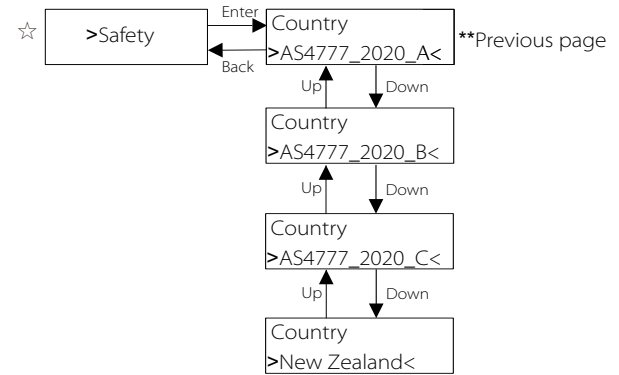 Enter
Country
☆
>Safety
>AS4777_2020_A<
**Previous page
Back
Up
Down
Country
>AS4777_2020_B<
Up
Down
Country
>AS4777_2020_C<
Up
Down
Country
>New Zealand<